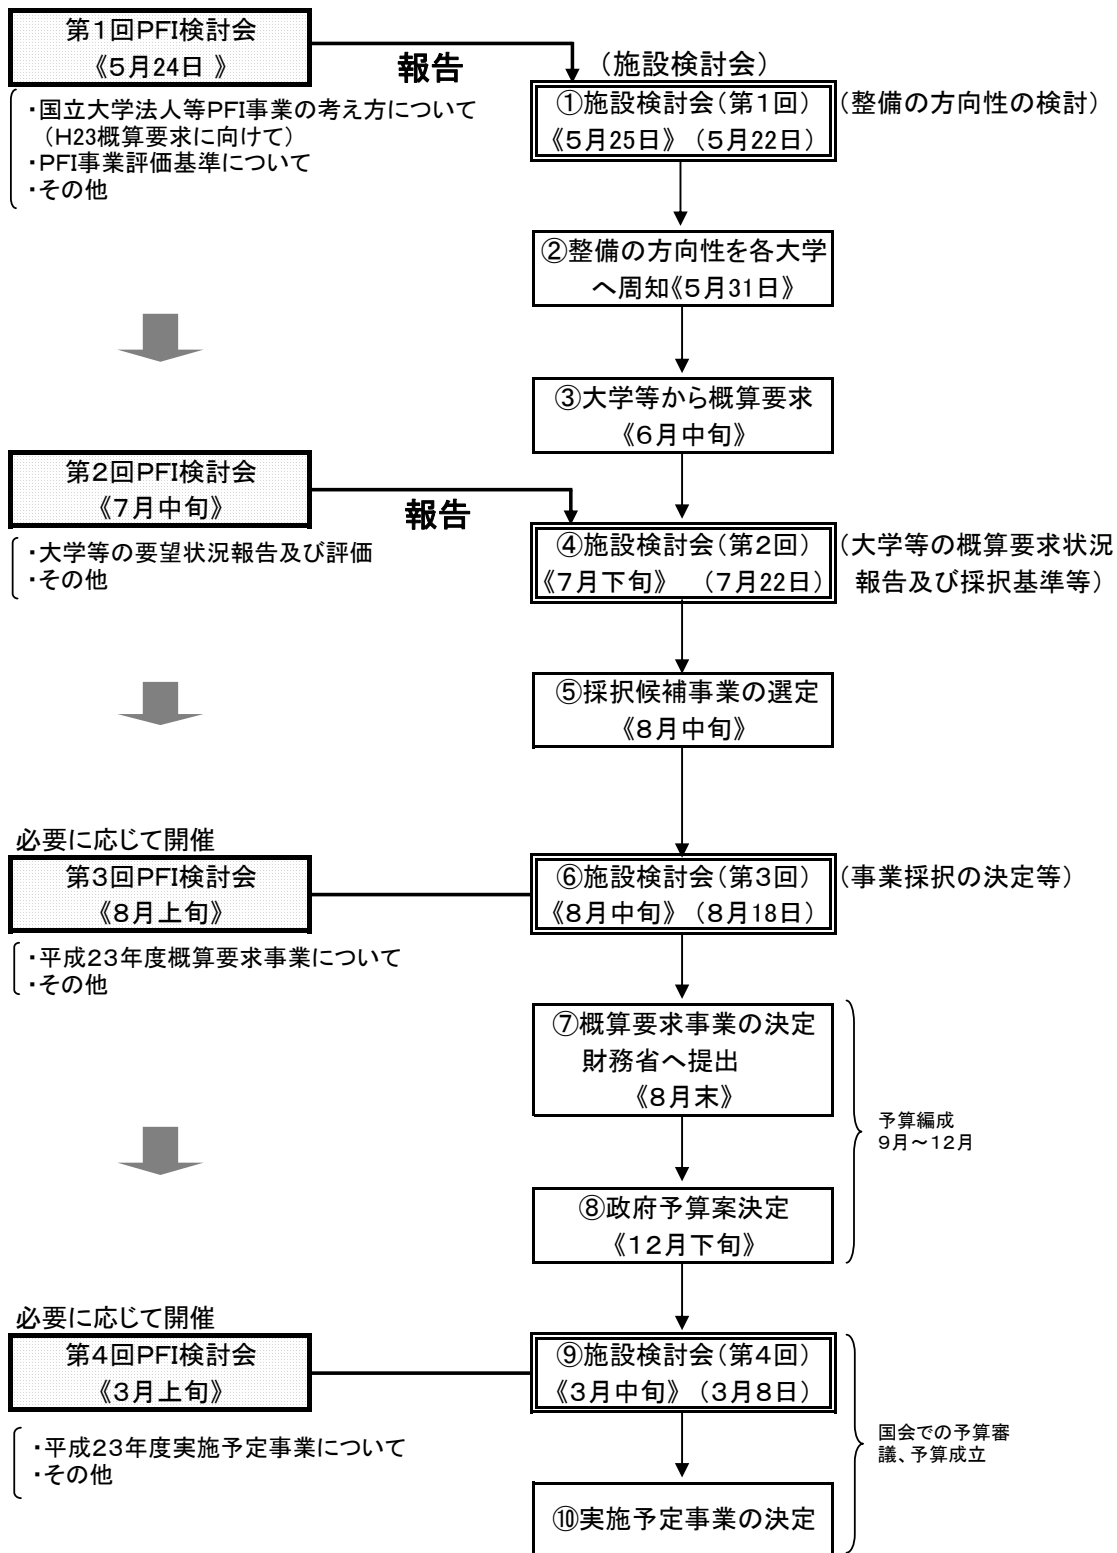 第１回PFI検討会
《５月24日 》
報告
（施設検討会）
①施設検討会（第１回）
《５月25日》（５月22日）
（整備の方向性の検討）
・国立大学法人等PFI事業の考え方について
（H23概算要求に向けて）
・PFI事業評価基準について
・その他
②整備の方向性を各大学
へ周知《５月31日》
③大学等から概算要求
《６月中旬》
第２回PFI検討会
《７月中旬》
報告
④施設検討会（第２回）
《７月下旬》　（７月22日）
（大学等の概算要求状況
報告及び採択基準等）
・大学等の要望状況報告及び評価
・その他
⑤採択候補事業の選定
《８月中旬》
必要に応じて開催
第３回PFI検討会
《８月上旬》
⑥施設検討会（第３回）
《８月中旬》（８月18日）
（事業採択の決定等）
・平成２３年度概算要求事業について
・その他
⑦概算要求事業の決定
財務省へ提出
《８月末》
予算編成
９月～１２月
⑧政府予算案決定
《１２月下旬》
必要に応じて開催
第４回PFI検討会
《３月上旬》
⑨施設検討会（第４回）
《３月中旬》（３月８日）
・平成２３年度実施予定事業について
・その他
国会での予算審
議、予算成立
⑩実施予定事業の決定